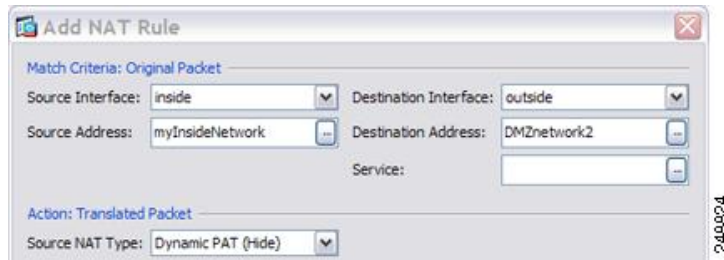 Add NAT Rule
Match Criteria: Original Packet
Source Interface: inside Destination Interface: outside
Source Address: myInsideNetwork ... Destination Address: DMZnetwork2 ...
Service: ...
Action: Translated Packet
Source NAT Type: Dynamic PAT (Hide)
248924